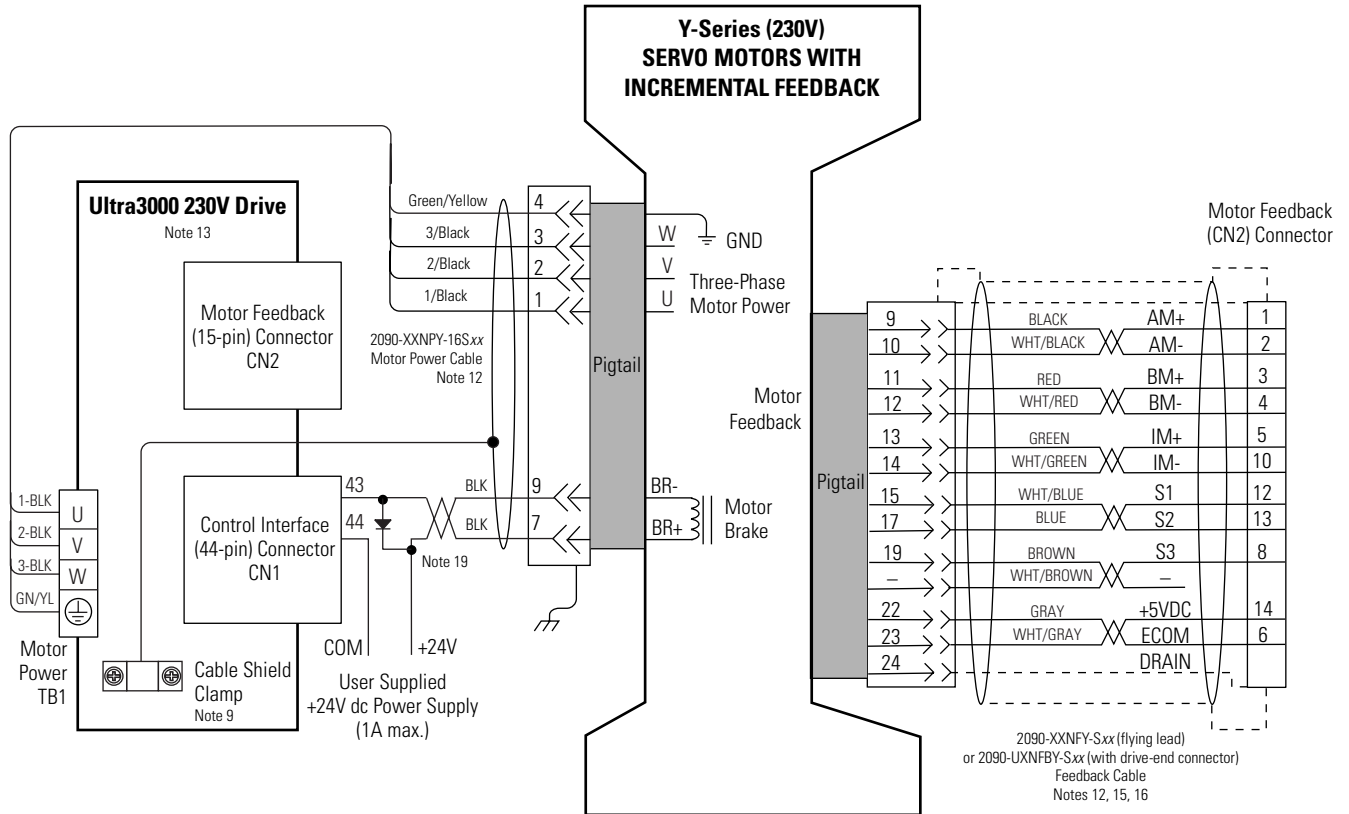 Y-Series (230V)
SERVO MOTORS WITH
INCREMENTAL FEEDBACK
Ultra3000 230V Drive
Note 13
Motor Feedback
(15-pin) Connector
CN2
Control Interface
(44-pin) Connector
CN1
1-BLK
2-BLK
3-BLK
GN/YL
U
V
W
Motor
Power
TB1
Cable Shield
Clamp
Note 9
Green/Yellow
3/Black
2/Black
1/Black
4
3
2
1
2090-XXNPY-16Sxx
Motor Power Cable
Note 12
43
44
BLK
BLK
9
7
Note 19
COM
+24V
User Supplied
+24V dc Power Supply
(1A max.)
Pigtail
W
V
U
GND
Three-Phase
Motor Power
BR-
BR+
Motor
Brake
Motor
Feedback
Pigtail
Motor Feedback
(CN2) Connector
9 BLACK AM+ 1
10 WHT/BLACK AM- 2
11 RED BM+ 3
12 WHT/RED BM- 4
13 GREEN IM+ 5
14 WHT/GREEN IM- 10
15 WHT/BLUE S1 12
17 BLUE S2 13
19 BROWN S3 8
– WHT/BROWN –
22 GRAY +5VDC 14
23 WHT/GRAY ECOM 6
24 DRAIN
2090-XXNFY-Sxx (flying lead)
or 2090-UXNFBY-Sxx (with drive-end connector)
Feedback Cable
Notes 12, 15, 16